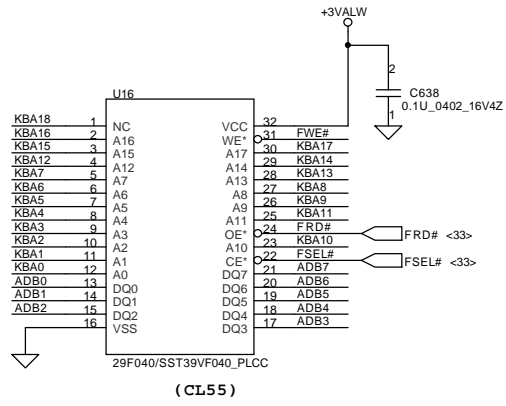 +3VALW
U16
2
C638
0.1U_0402_16V4Z
1
KBA18 1 NC VCC 32
KBA16 2 A16 WE* 31 FWE#
KBA15 3 A15 A17 30 KBA17
KBA12 4 A12 A14 29 KBA14
KBA7 5 A7 A13 28 KBA13
KBA6 6 A6 A8 27 KBA8
KBA5 7 A5 A9 26 KBA9
KBA4 8 A4 A11 25 KBA11
KBA3 9 A3 OE* 24 FRD# FRD# <33>
KBA2 10 A2 A10 23 KBA10
KBA1 11 A1 CE* 22 FSEL# FSEL# <33>
KBA0 12 A0 DQ7 21 ADB7
ADB0 13 DQ0 DQ6 20 ADB6
ADB1 14 DQ1 DQ5 19 ADB5
ADB2 15 DQ2 DQ4 18 ADB4
16 VSS DQ3 17 ADB3
29F040/SST39VF040_PLCC
(CL55)